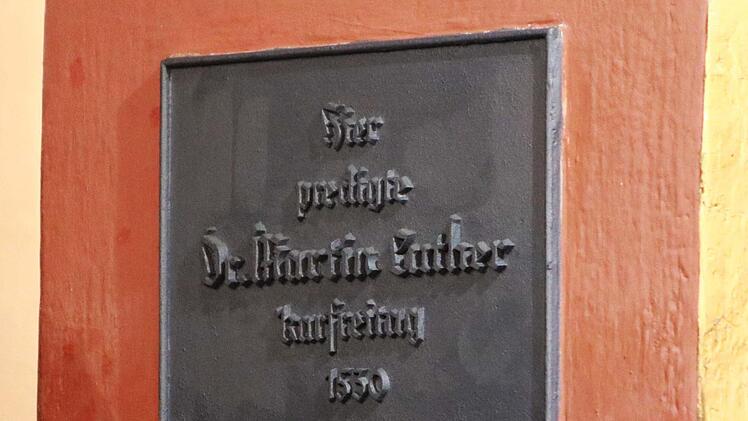 Hier
predigte
Dr. Martin Luther
Karfreitag
1530